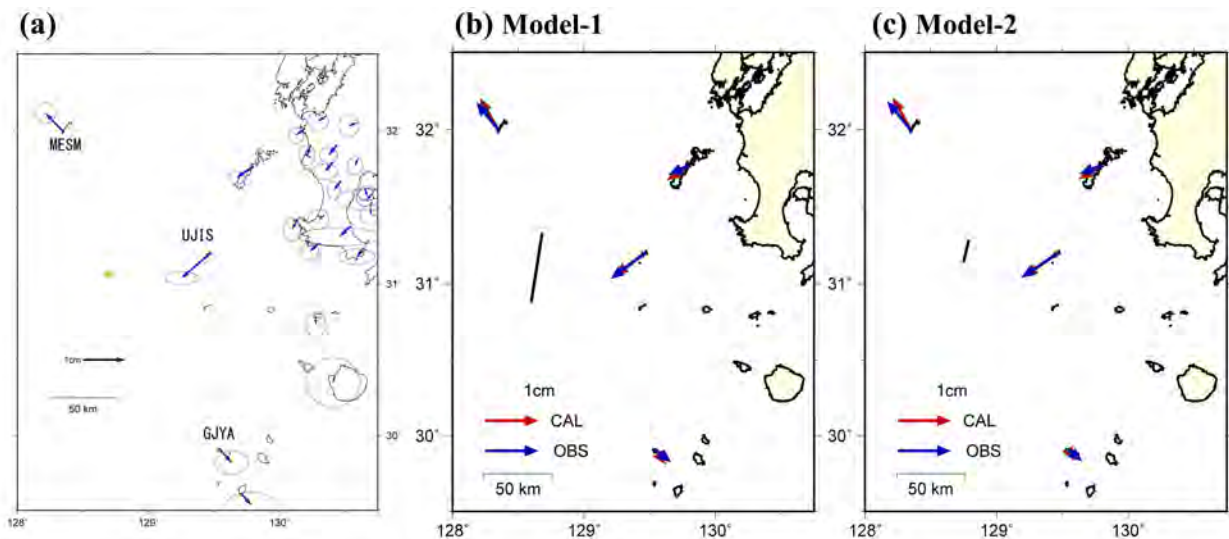 (a)
(b) Model-1
(c) Model-2
MESM
UJIS
GJYA
1cm
50 km
32°
31°
30°
128°
129°
130°
32°
31°
30°
1cm
CAL
OBS
50 km
128°
129°
130°
32°
31°
30°
1cm
CAL
OBS
50 km
128°
129°
130°